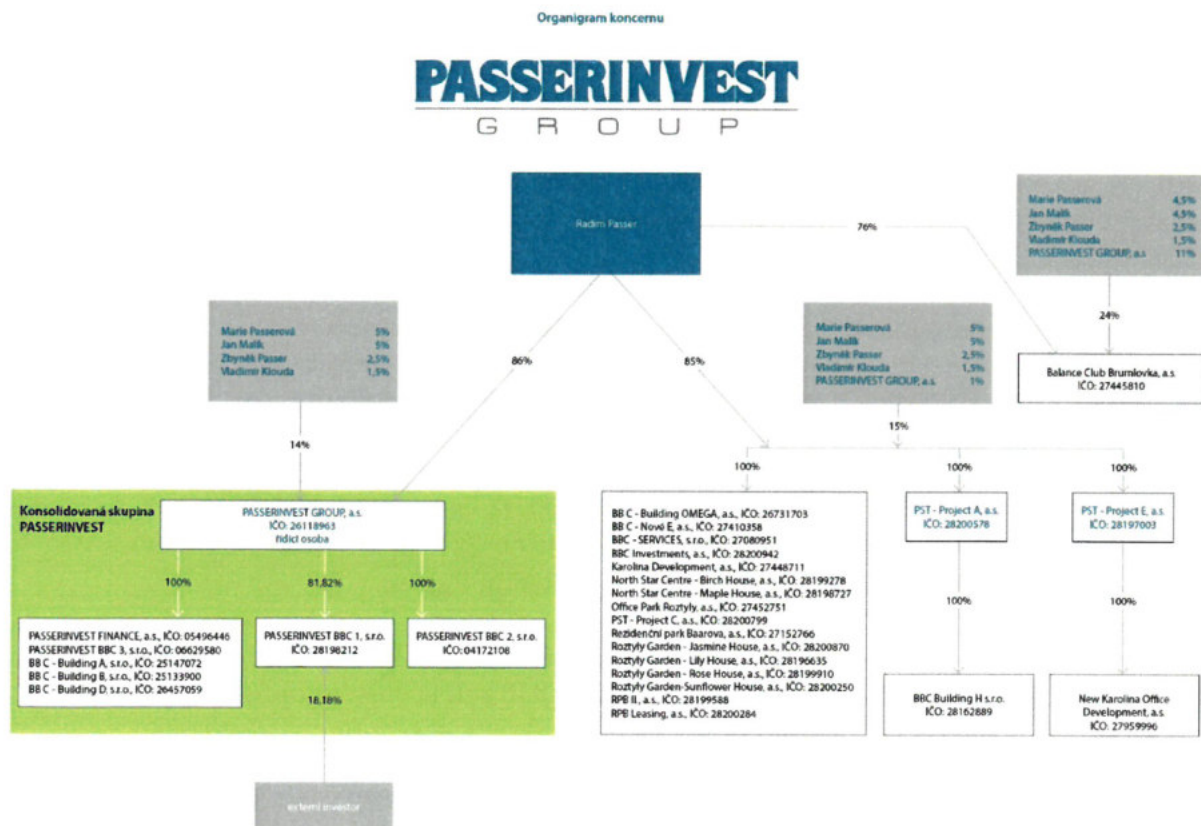 Organigram koncernu
PASSERINVEST
GROUP
Radim Passer
Marie Passerová 4,5%
Jan Malík 4,5%
Zbyněk Passer 2,5%
Vladimír Klouda 1,5%
PASSERINVEST GROUP, a.s. 11%
76%
24%
Balance Club Brumlovka, a.s.
IČO: 27445810
Marie Passerová 5%
Jan Malík 5%
Zbyněk Passer 2,5%
Vladimír Klouda 1,5%
86%
85%
Marie Passerová 5%
Jan Malík 5%
Zbyněk Passer 2,5%
Vladimír Klouda 1,5%
PASSERINVEST GROUP, a.s. 1%
14%
15%
100%
100%
100%
Konsolidovaná skupina
PASSERINVEST
PASSERINVEST GROUP, a.s.
IČO: 26118963
řídící osoba
100%
81,82%
100%
PASSERINVEST FINANCE, a.s., IČO: 05496446
PASSERINVEST BBC 3, s.r.o., IČO: 06629580
BB C - Building A, s.r.o., IČO: 25147072
BB C - Building B, s.r.o., IČO: 25133900
BB C - Building D, s.r.o., IČO: 26457059
PASSERINVEST BBC 1, s.r.o.
IČO: 28198212
PASSERINVEST BBC 2, s.r.o.
IČO: 04172108
18,18%
externí investor
BB C - Building OMEGA, a.s., IČO: 26731703
BB C - Nové E, a.s., IČO: 27410358
BBC - SERVICES, s.r.o., IČO: 27080951
BBC Investments, a.s., IČO: 28200942
Karolina Development, a.s., IČO: 27448711
North Star Centre - Birch House, a.s., IČO: 28199278
North Star Centre - Maple House, a.s., IČO: 28198727
Office Park Roztyly, a.s., IČO: 27452751
PST - Project C, a.s., IČO: 28200799
Rezidenční park Baarova, a.s., IČO: 27152766
Roztyly Garden - Jasmine House, a.s., IČO: 28200870
Roztyly Garden - Lily House, a.s., IČO: 28196635
Roztyly Garden - Rose House, a.s., IČO: 28199910
Roztyly Garden-Sunflower House, a.s., IČO: 28200250
RPB II., a.s., IČO: 28199588
RPB Leasing, a.s., IČO: 28200284
PST - Project A, a.s.
IČO: 28200578
100%
BBC Building H s.r.o.
IČO: 28162889
PST - Project E, a.s.
IČO: 28197003
100%
New Karolina Office
Development, a.s.
IČO: 27959996